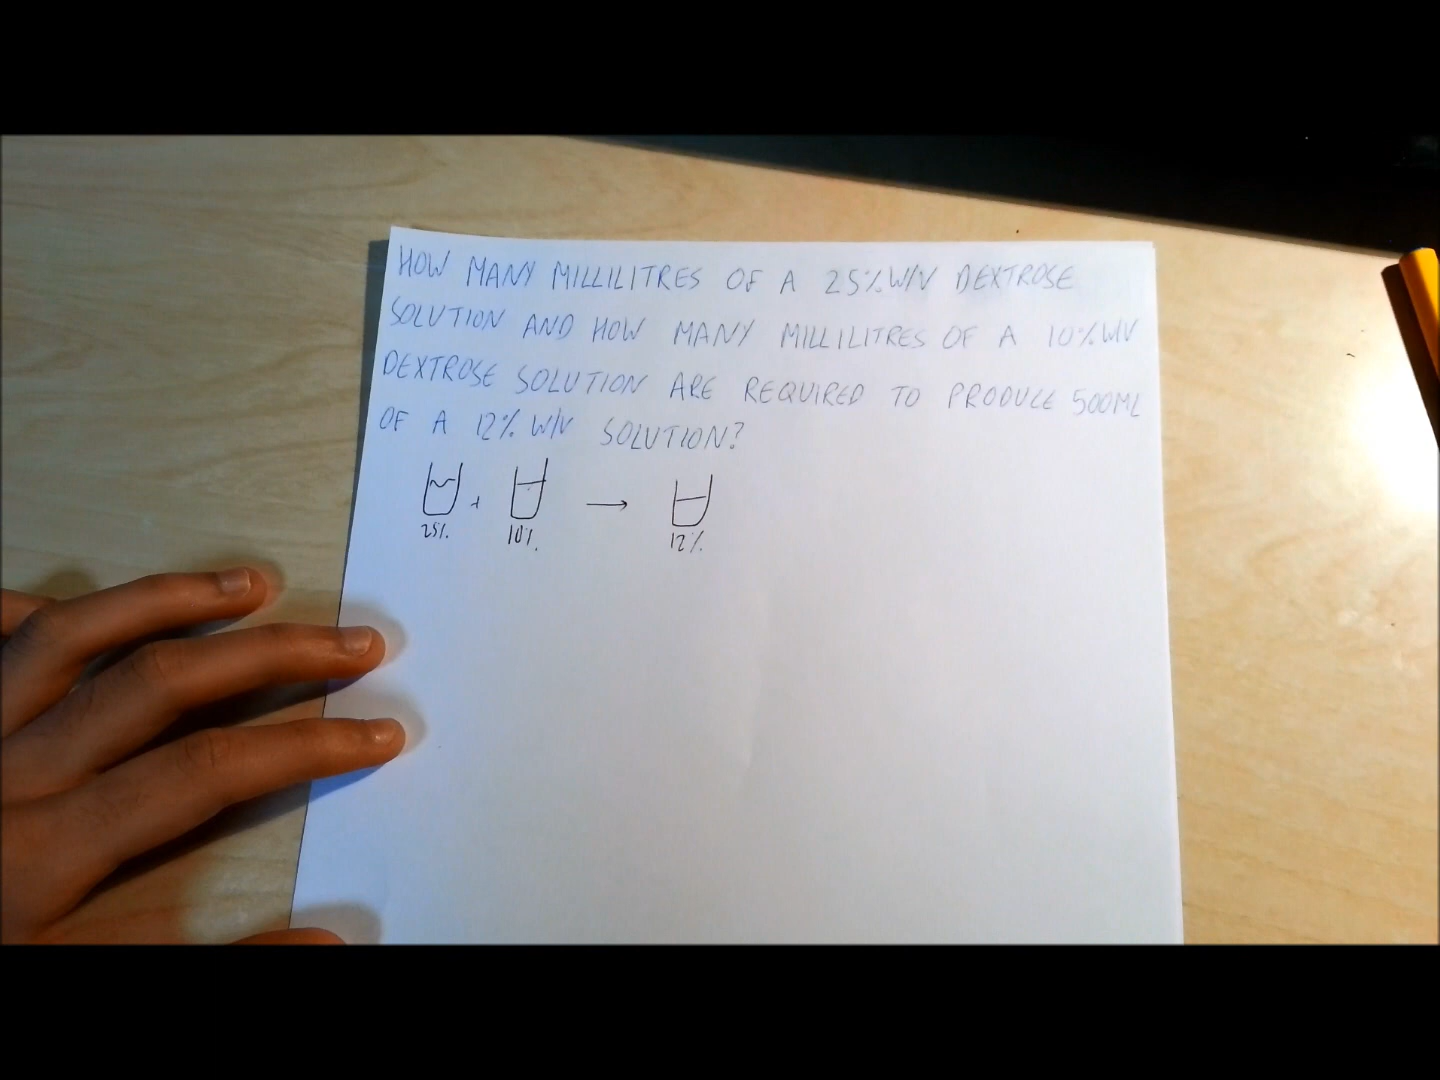 HOW MANY MILLILITRES OF A 25% W/V DEXTROSE
SOLUTION AND HOW MANY MILLILITRES OF A 10% W/V
DEXTROSE SOLUTION ARE REQUIRED TO PRODUCE 500ML
OF A 12% W/V SOLUTION?
+ →
25% 10% 12%